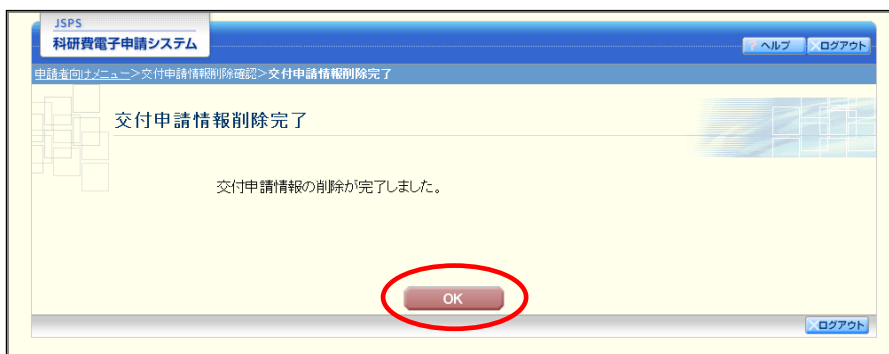 JSPS
科研費電子申請システム
? ヘルプ ログアウト
申請者向けメニュー>交付申請情報削除確認>交付申請情報削除完了
交付申請情報削除完了
交付申請情報の削除が完了しました。
OK
ログアウト